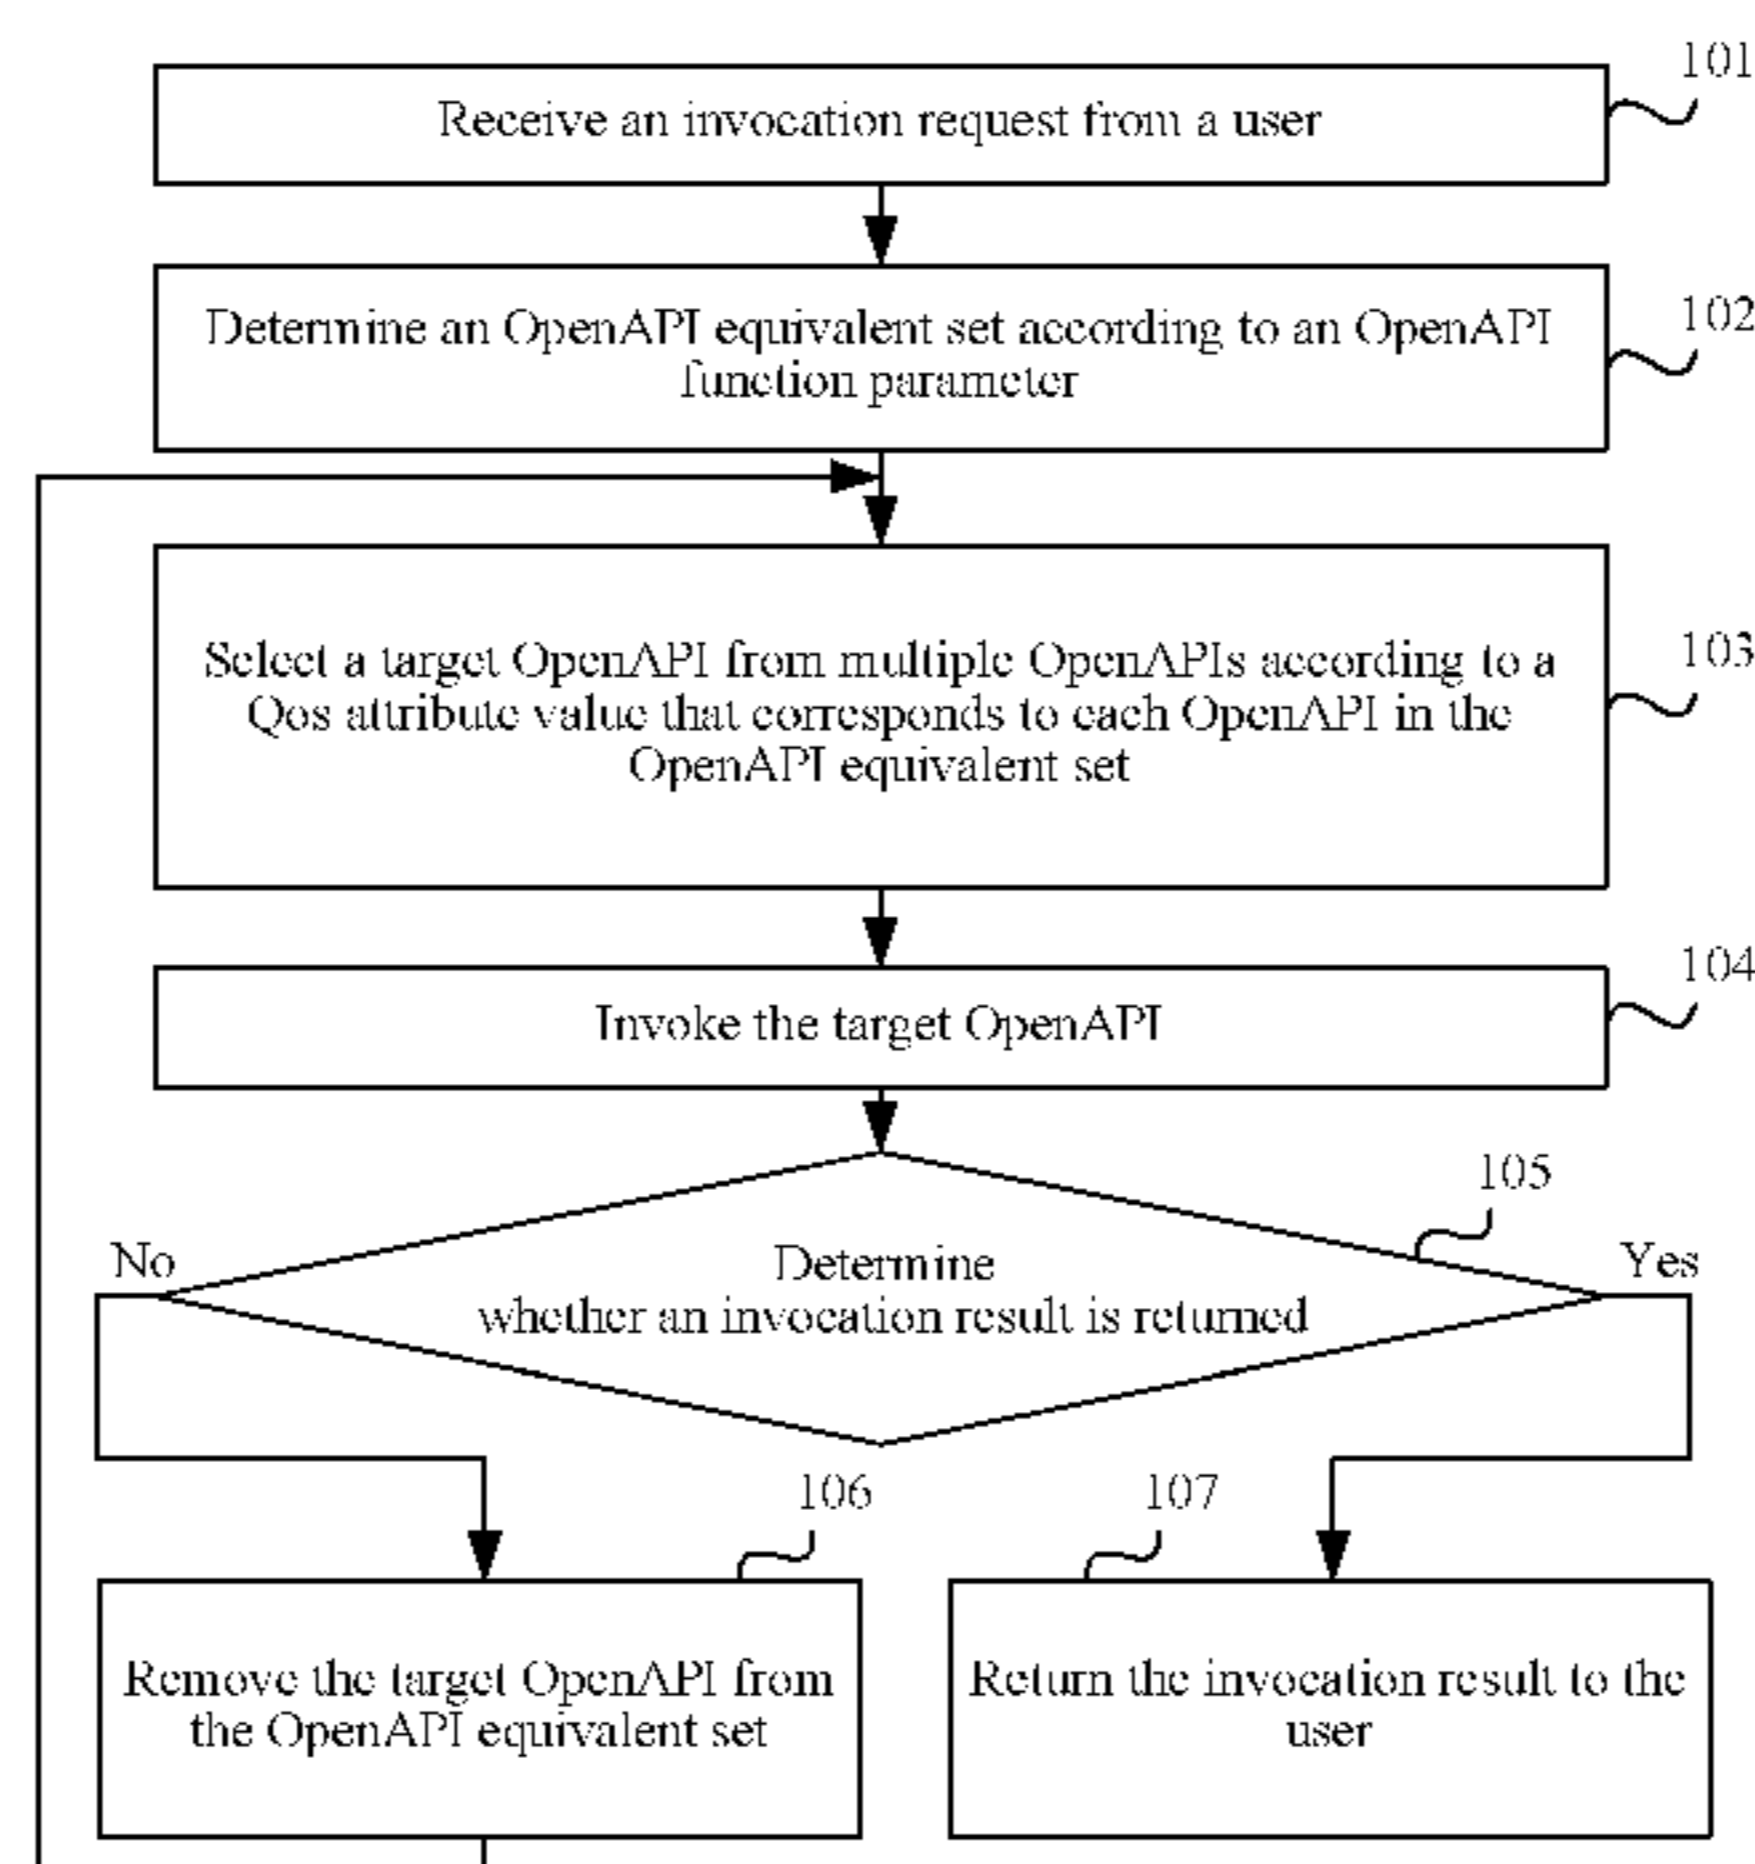 101
Receive an invocation request from a user
102
Determine an OpenAPI equivalent set according to an OpenAPI
function parameter
103
Select a target OpenAPI from multiple OpenAPIs according to a
Qos attribute value that corresponds to each OpenAPI in the
OpenAPI equivalent set
104
Invoke the target OpenAPI
105
No
Yes
Determine
whether an invocation result is returned
106
107
Remove the target OpenAPI from
the OpenAPI equivalent set
Return the invocation result to the
user